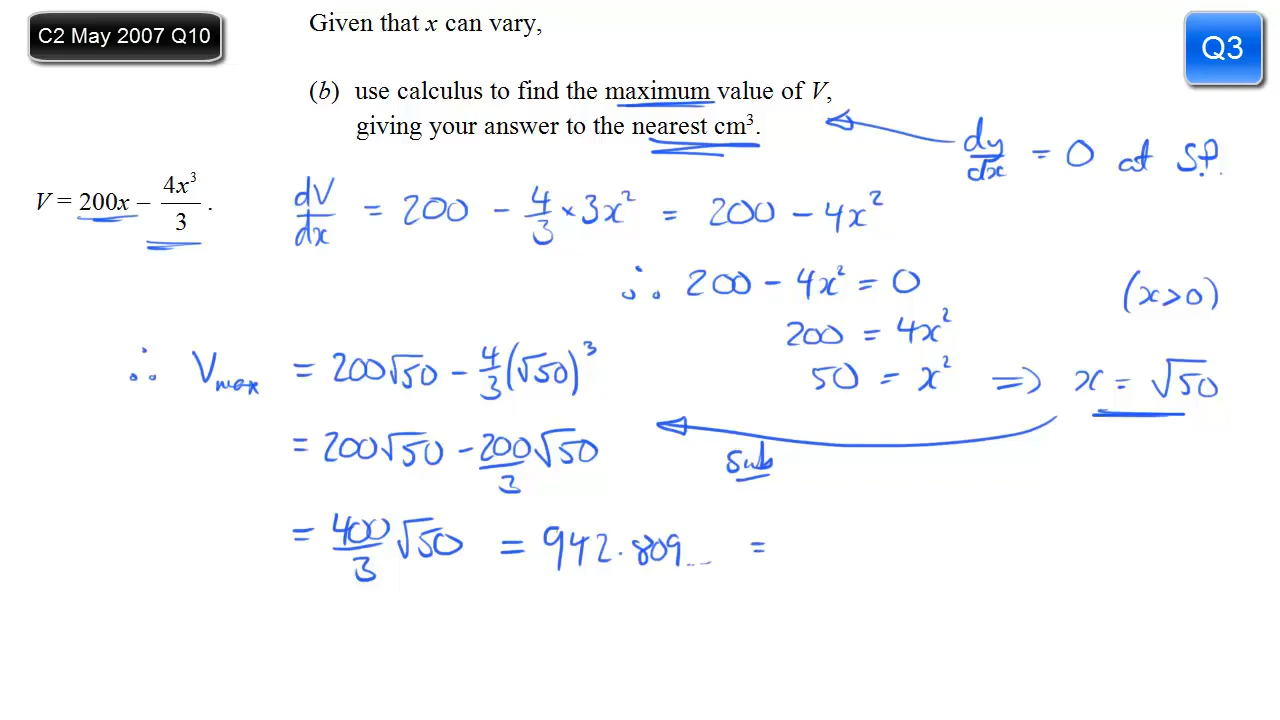 C2 May 2007 Q10
Given that x can vary,
Q3
(b) use calculus to find the maximum value of V,
giving your answer to the nearest cm³.
dy/dx = 0 at S.P.
V = 200x − 4x³/3 .
dV/dx = 200 − 4/3 × 3x² = 200 − 4x²
∴ 200 − 4x² = 0
(x>0)
200 = 4x²
50 = x² ⇒ x = √50
∴ Vmax = 200√50 − 4/3(√50)³
= 200√50 − 200/3 √50
sub
= 400/3 √50 = 942.809... =